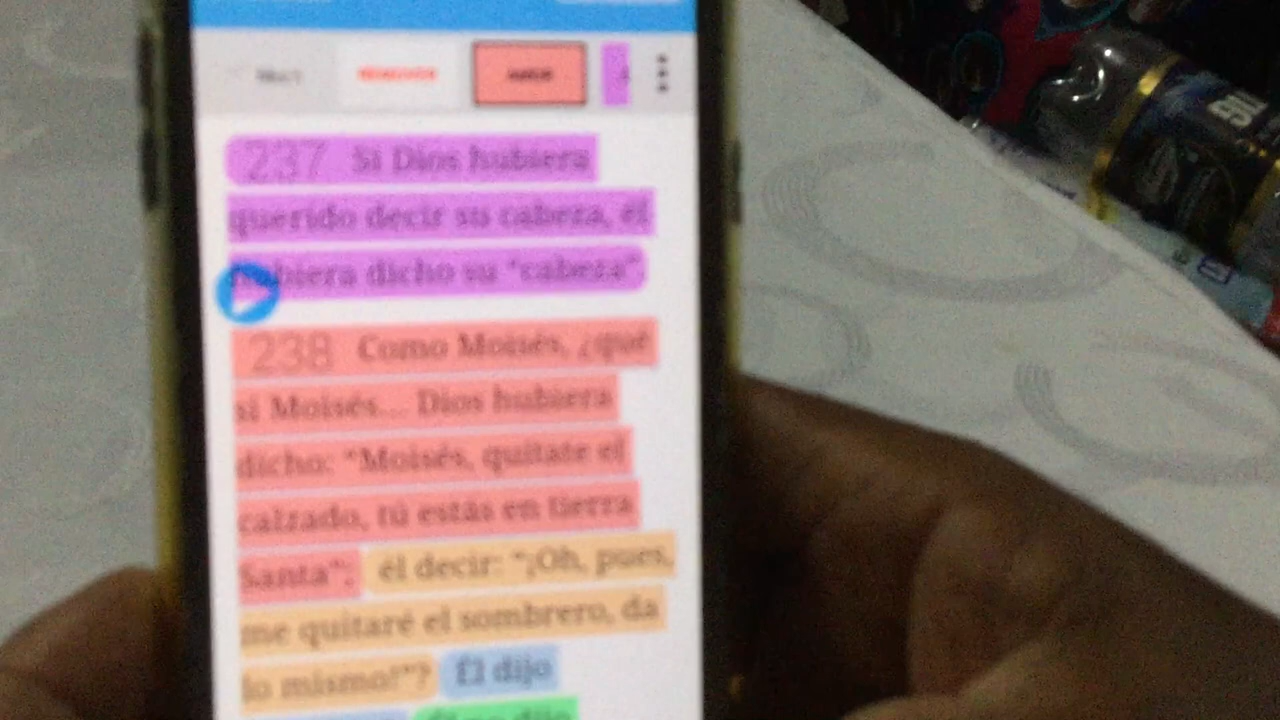 REMOVER
237 Si Dios hubiera
querido decir su cabeza, él
hubiera dicho su "cabeza".
238 Como Moisés, ¿qué
si Moisés... Dios hubiera
dicho: "Moisés, quítate el
calzado, tú estás en tierra
Santa"; él decir: "¡Oh, pues,
me quitaré el sombrero, da
lo mismo!"? Él dijo